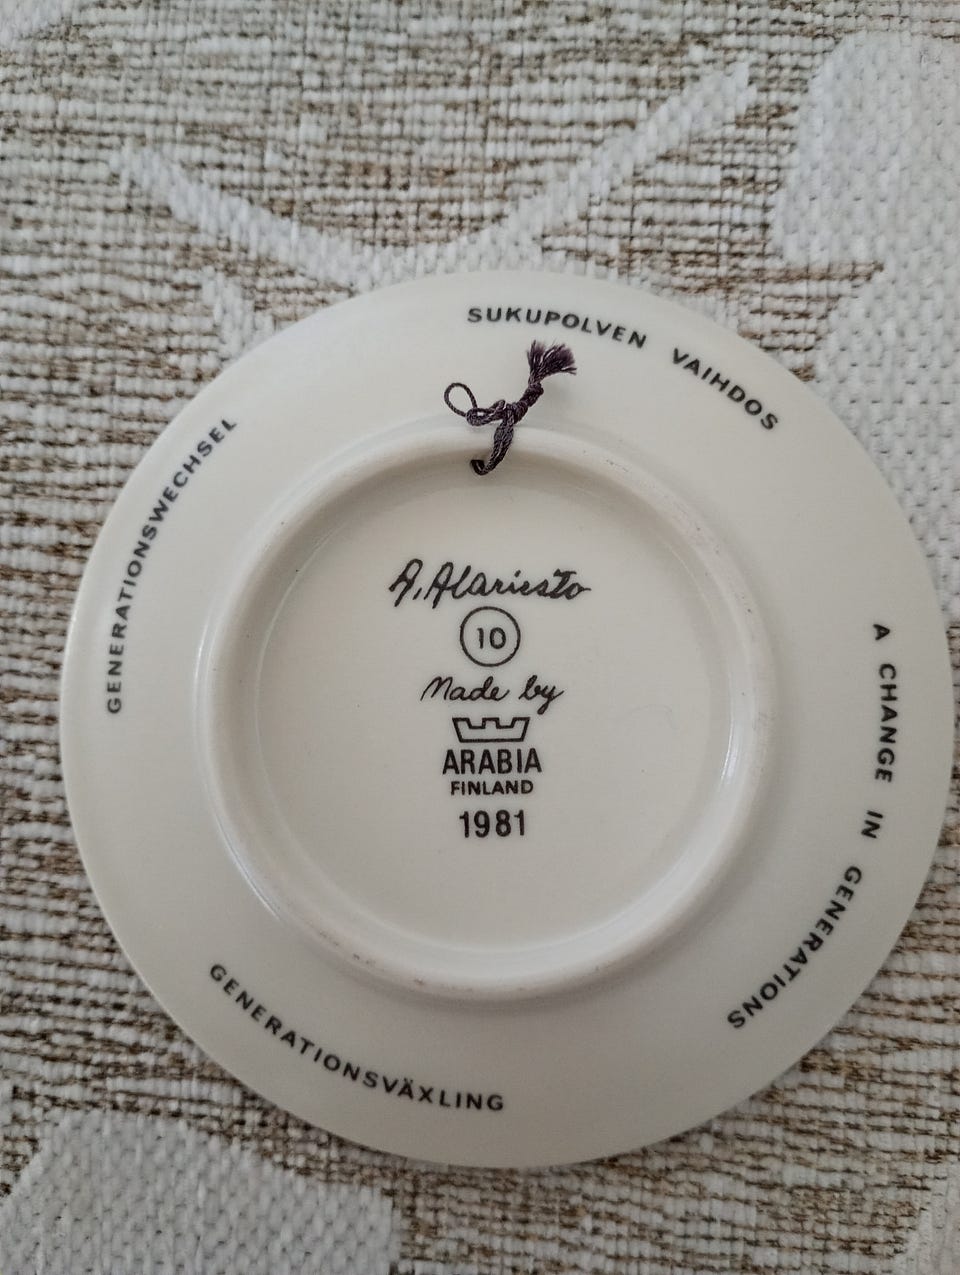 SUKUPOLVEN VAIHDOS
A CHANGE IN GENERATIONS
GENERATIONSVÄXLING
GENERATIONSWECHSEL
A. Alariesto
10
Made by
ARABIA
FINLAND
1981